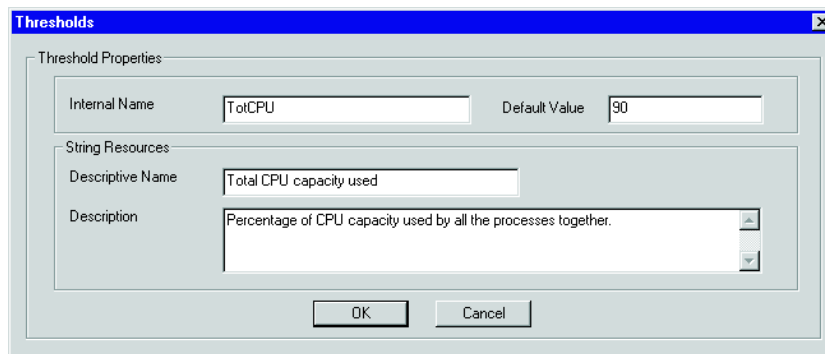 Thresholds
Threshold Properties
Internal Name TotCPU Default Value 90
String Resources
Descriptive Name Total CPU capacity used
Description Percentage of CPU capacity used by all the processes together.
OK Cancel